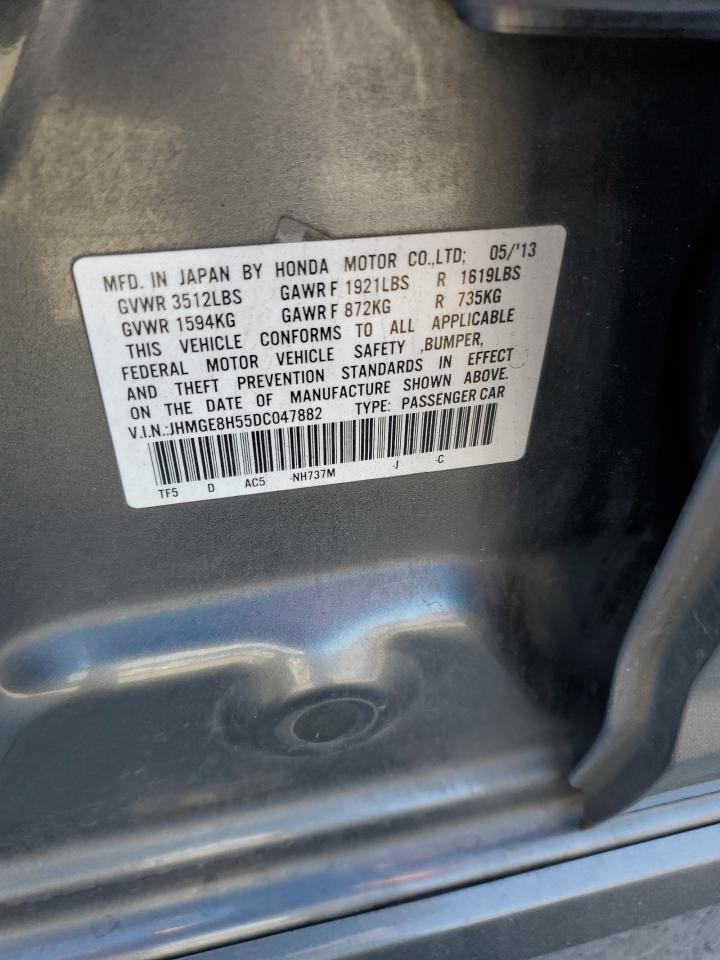 MFD. IN JAPAN BY HONDA MOTOR CO.,LTD; 05/'13
GVWR 3512LBS GAWR F 1921LBS R 1619LBS
GVWR 1594KG GAWR F 872KG R 735KG
THIS VEHICLE CONFORMS TO ALL APPLICABLE
FEDERAL MOTOR VEHICLE SAFETY ,BUMPER,
AND THEFT PREVENTION STANDARDS IN EFFECT
ON THE DATE OF MANUFACTURE SHOWN ABOVE.
V.I.N.:JHMGE8H55DC047882 TYPE: PASSENGER CAR
TF5 D AC5 -NH737M -J -C